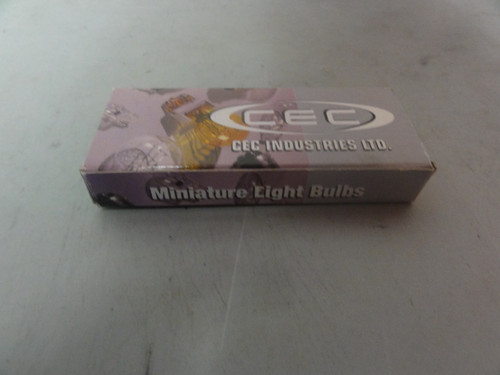 CEC
CEC INDUSTRIES LTD.
Miniature Light Bulbs